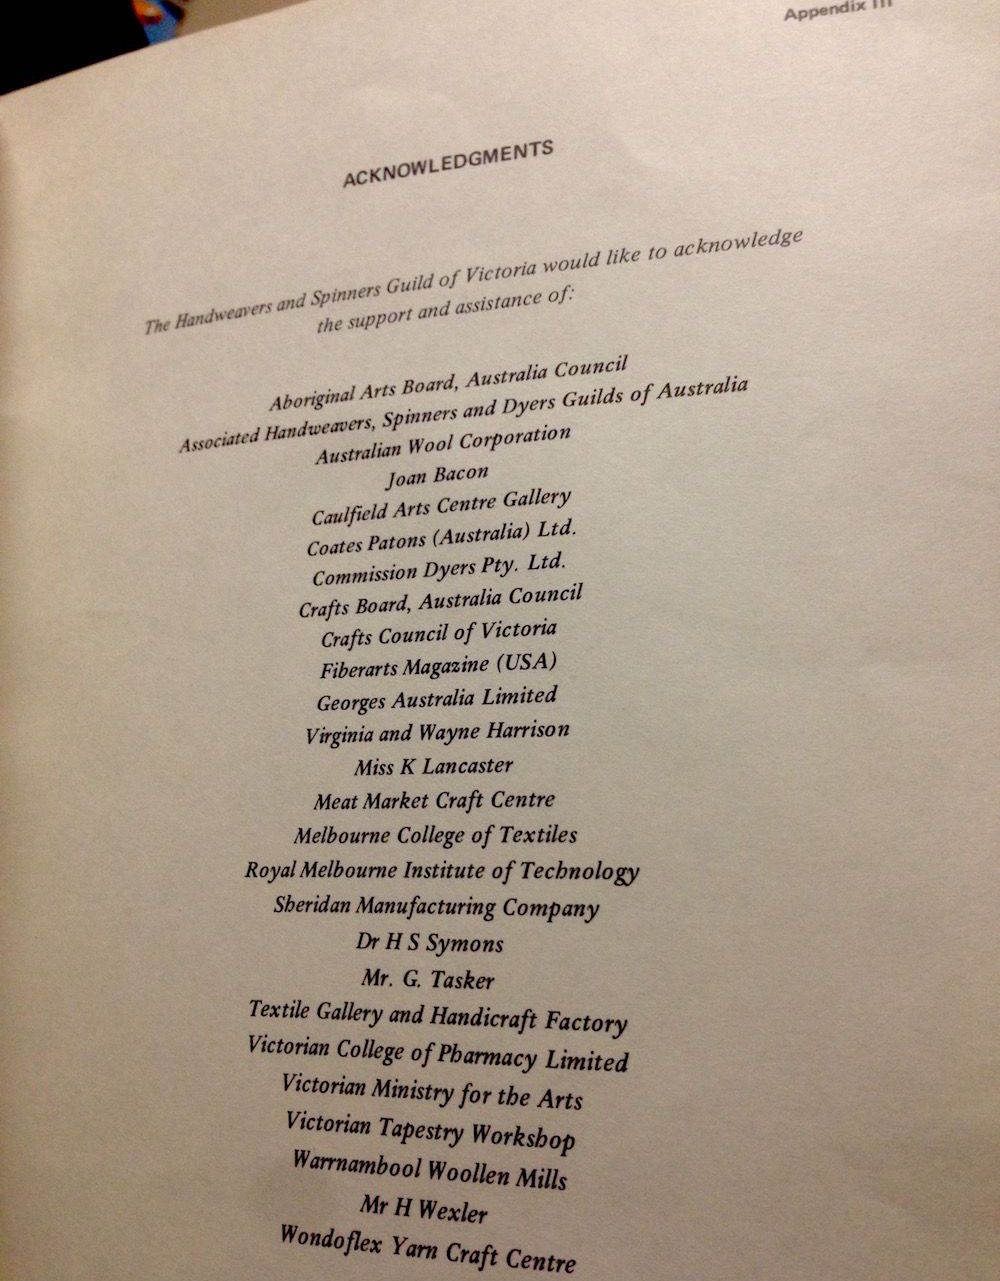 Appendix III
ACKNOWLEDGMENTS
The Handweavers and Spinners Guild of Victoria would like to acknowledge
the support and assistance of:
Aboriginal Arts Board, Australia Council
Associated Handweavers, Spinners and Dyers Guilds of Australia
Australian Wool Corporation
Joan Bacon
Caulfield Arts Centre Gallery
Coates Patons (Australia) Ltd.
Commission Dyers Pty. Ltd.
Crafts Board, Australia Council
Crafts Council of Victoria
Fiberarts Magazine (USA)
Georges Australia Limited
Virginia and Wayne Harrison
Miss K Lancaster
Meat Market Craft Centre
Melbourne College of Textiles
Royal Melbourne Institute of Technology
Sheridan Manufacturing Company
Dr H S Symons
Mr. G. Tasker
Textile Gallery and Handicraft Factory
Victorian College of Pharmacy Limited
Victorian Ministry for the Arts
Victorian Tapestry Workshop
Warrnambool Woollen Mills
Mr H Wexler
Wondoflex Yarn Craft Centre